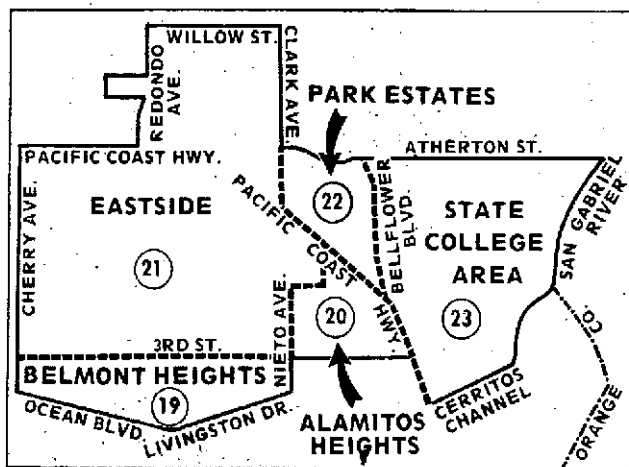 WILLOW ST.
REDONDO
AVE.
CLARK AVE.
PARK ESTATES
PACIFIC COAST HWY.
ATHERTON ST.
CHERRY AVE.
EASTSIDE
21
22
PACIFIC COAST HWY.
BELLFLOWER
BLVD.
STATE
COLLEGE
AREA
23
SAN GABRIEL
RIVER
NIETO AVE.
20
3RD ST.
BELMONT HEIGHTS
19
OCEAN BLVD.
LIVINGSTON DR.
ALAMITOS
HEIGHTS
CERRITOS
CHANNEL
ORANGE CO.